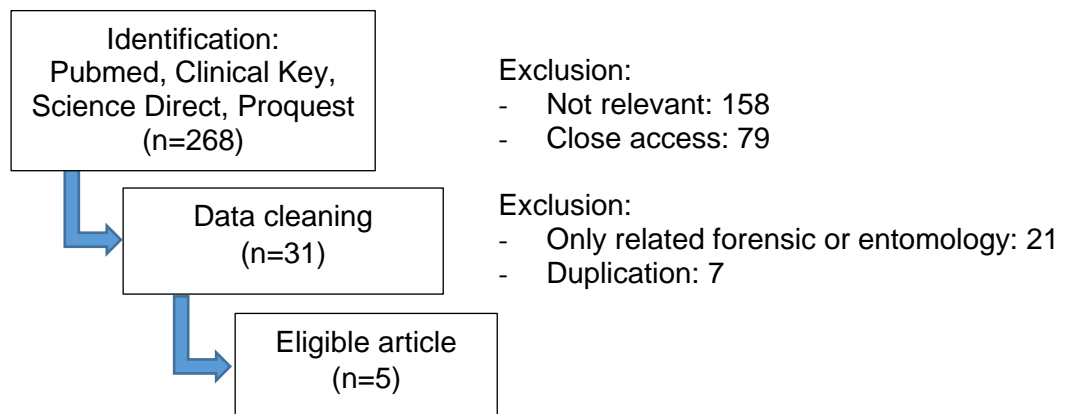 Identification:
Pubmed, Clinical Key,
Science Direct, Proquest
(n=268)
Exclusion:
- Not relevant: 158
- Close access: 79
Data cleaning
(n=31)
Exclusion:
- Only related forensic or entomology: 21
- Duplication: 7
Eligible article
(n=5)